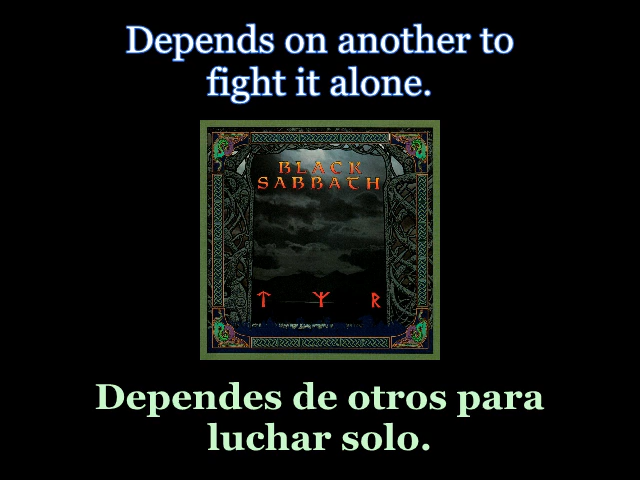 Depends on another to
fight it alone.
BLACK
SABBATH
ᛏ ᛉ ᚱ
Dependes de otros para
luchar solo.